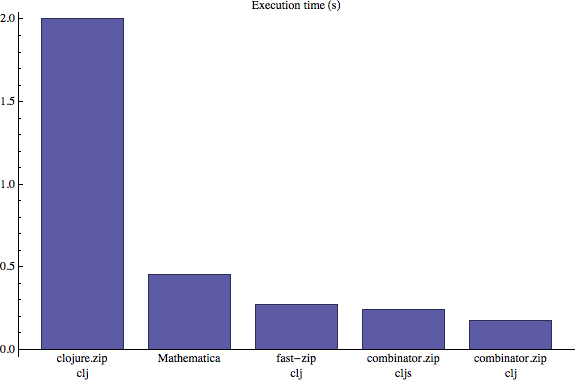 Execution time (s)
2.0
1.5
1.0
0.5
0.0
clojure.zip Mathematica fast−zip combinator.zip combinator.zip
clj clj cljs clj